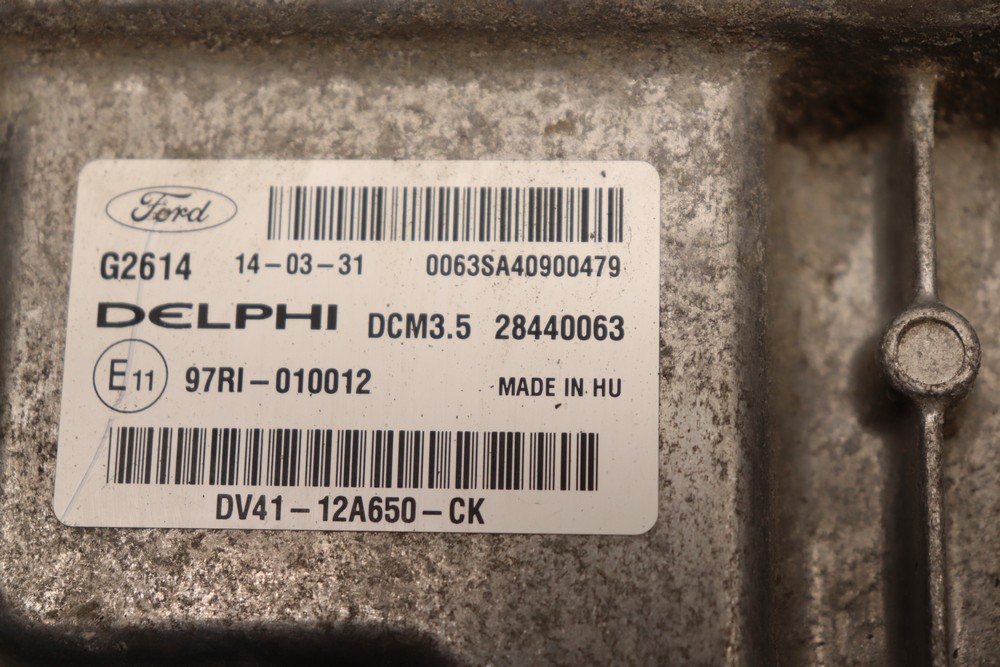 Ford
G2614 14-03-31 0063SA40900479
DELPHI DCM3.5 28440063
E11 97RI-010012 MADE IN HU
DV41-12A650-CK